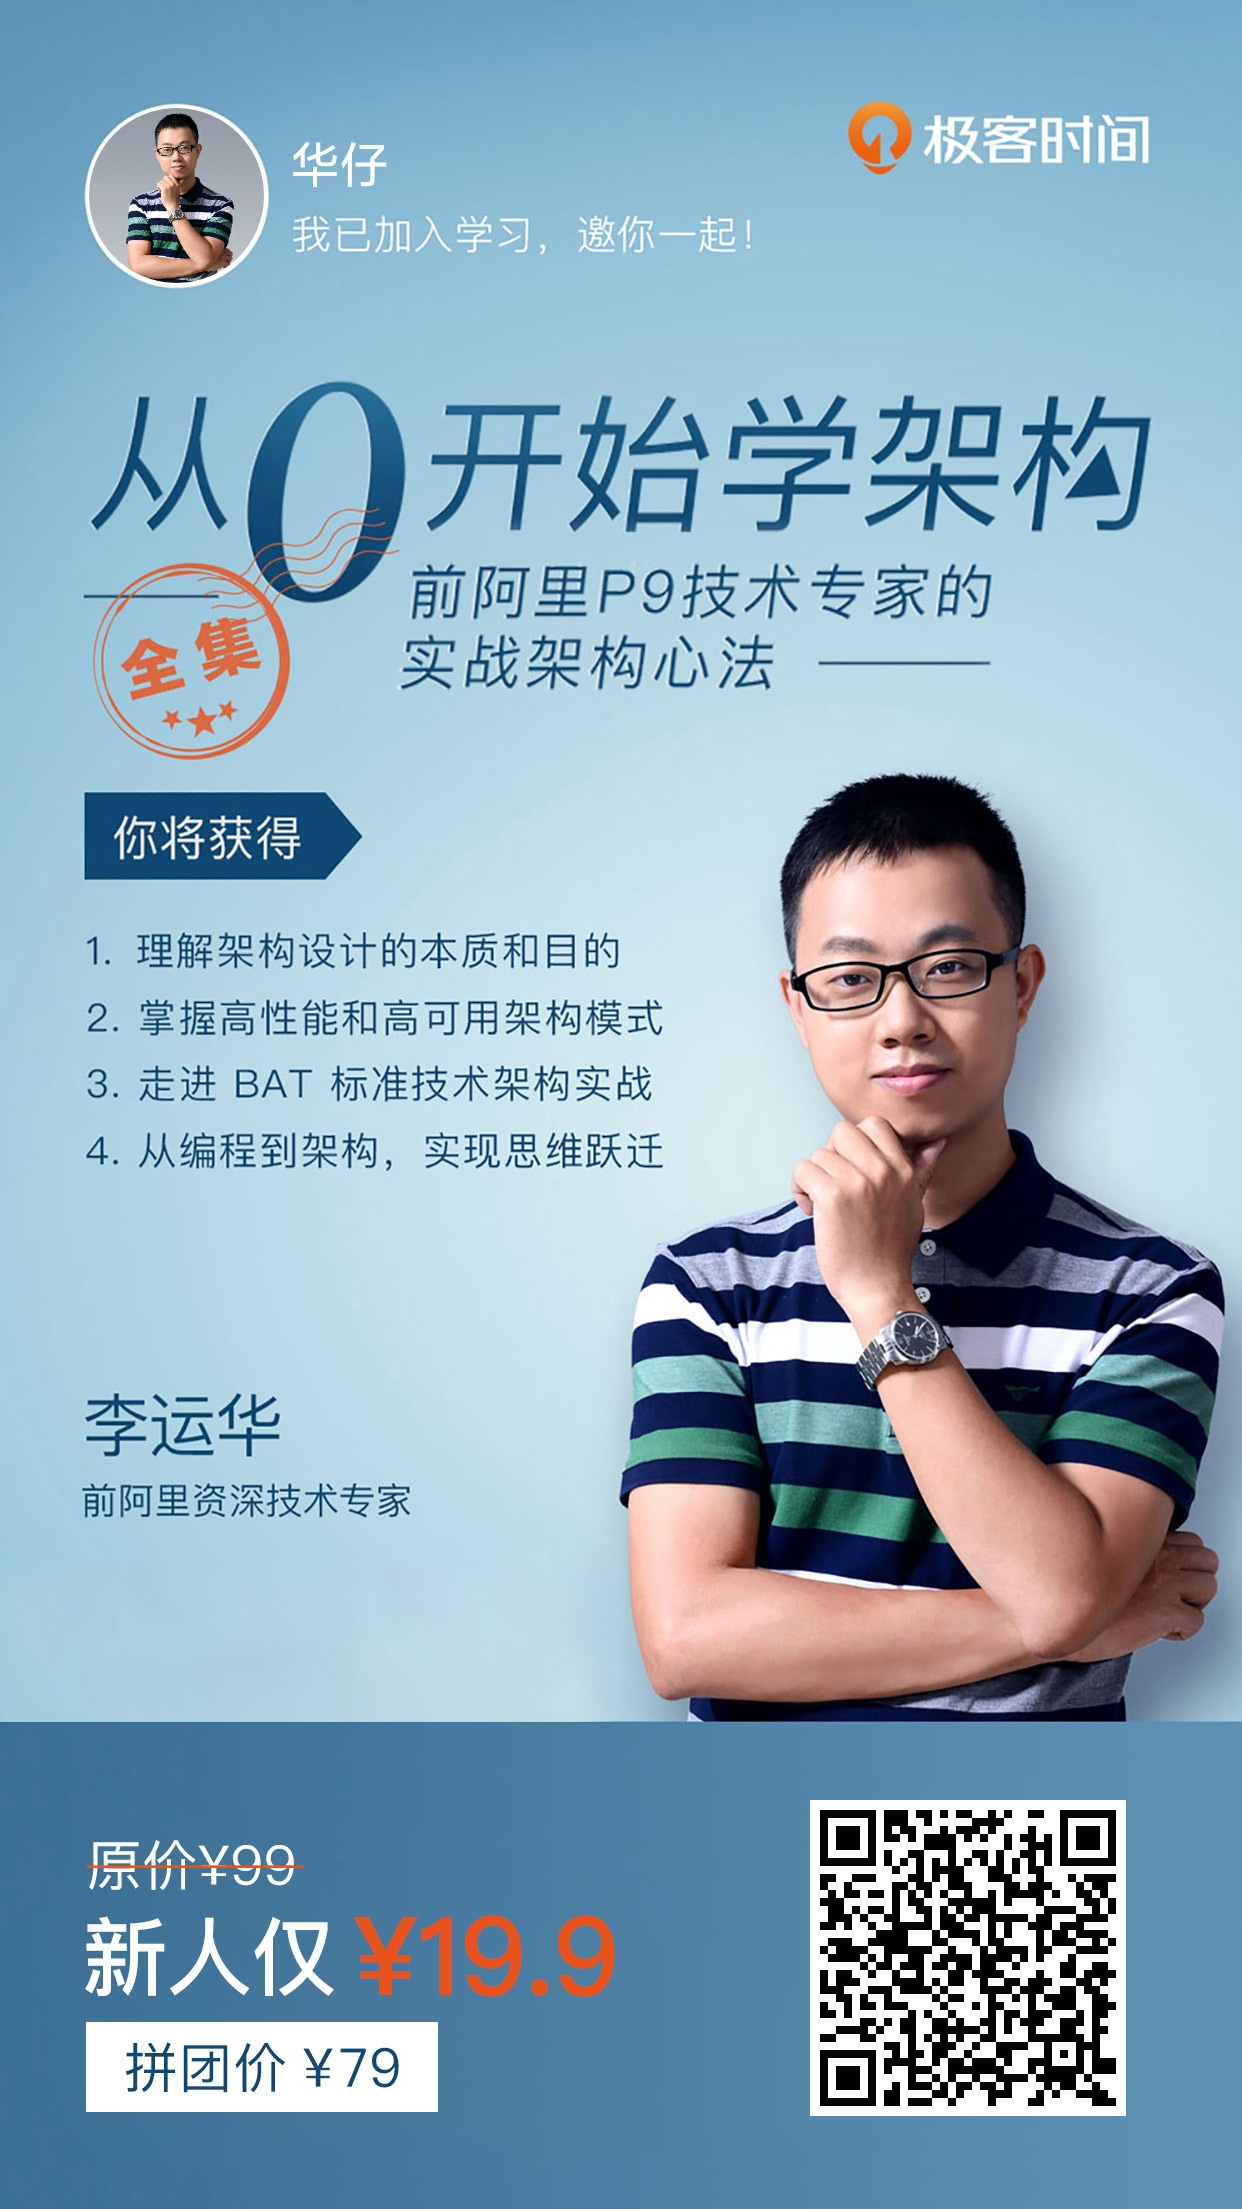 华仔
我已加入学习，邀你一起！
极客时间
从0开始学架构
前阿里P9技术专家的
实战架构心法
全集
你将获得
1. 理解架构设计的本质和目的
2. 掌握高性能和高可用架构模式
3. 走进 BAT 标准技术架构实战
4. 从编程到架构，实现思维跃迁
李运华
前阿里资深技术专家
原价¥99
新人仅 ¥19.9
拼团价 ¥79